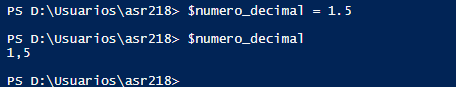 PS D:\Usuarios\asr218> $numero_decimal = 1.5
PS D:\Usuarios\asr218> $numero_decimal
1,5
PS D:\Usuarios\asr218>